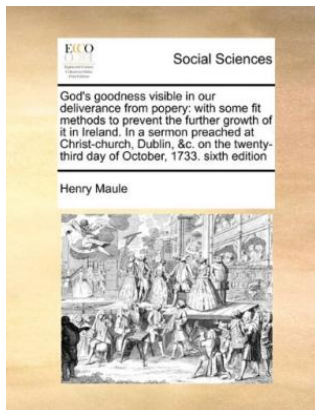 ECCO
Social Sciences
God's goodness visible in our
deliverance from popery: with some fit
methods to prevent the further growth of
it in Ireland. In a sermon preached at
Christ-church, Dublin, &c. on the twenty-
third day of October, 1733. sixth edition
Henry Maule